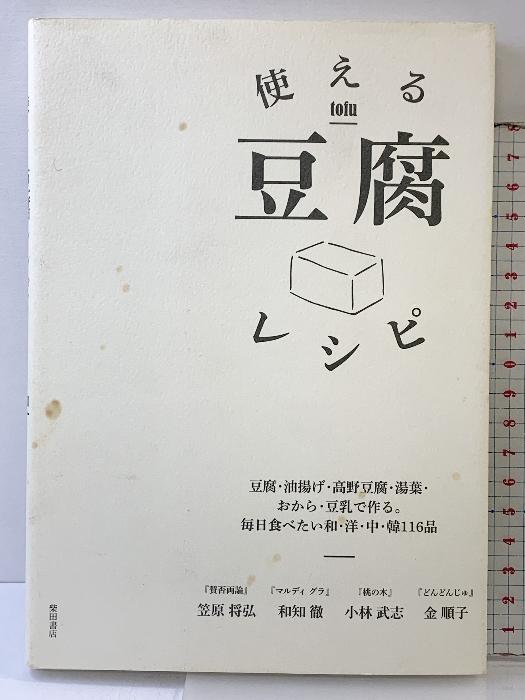 使える
tofu
豆腐
レシピ
豆腐・油揚げ・高野豆腐・湯葉・
おから・豆乳で作る。
毎日食べたい和・洋・中・韓116品
『賛否両論』 『マルディ グラ』 『桃の木』 『どんどんじゅ』
笠原 将弘 和知 徹 小林 武志 金 順子
柴田書店